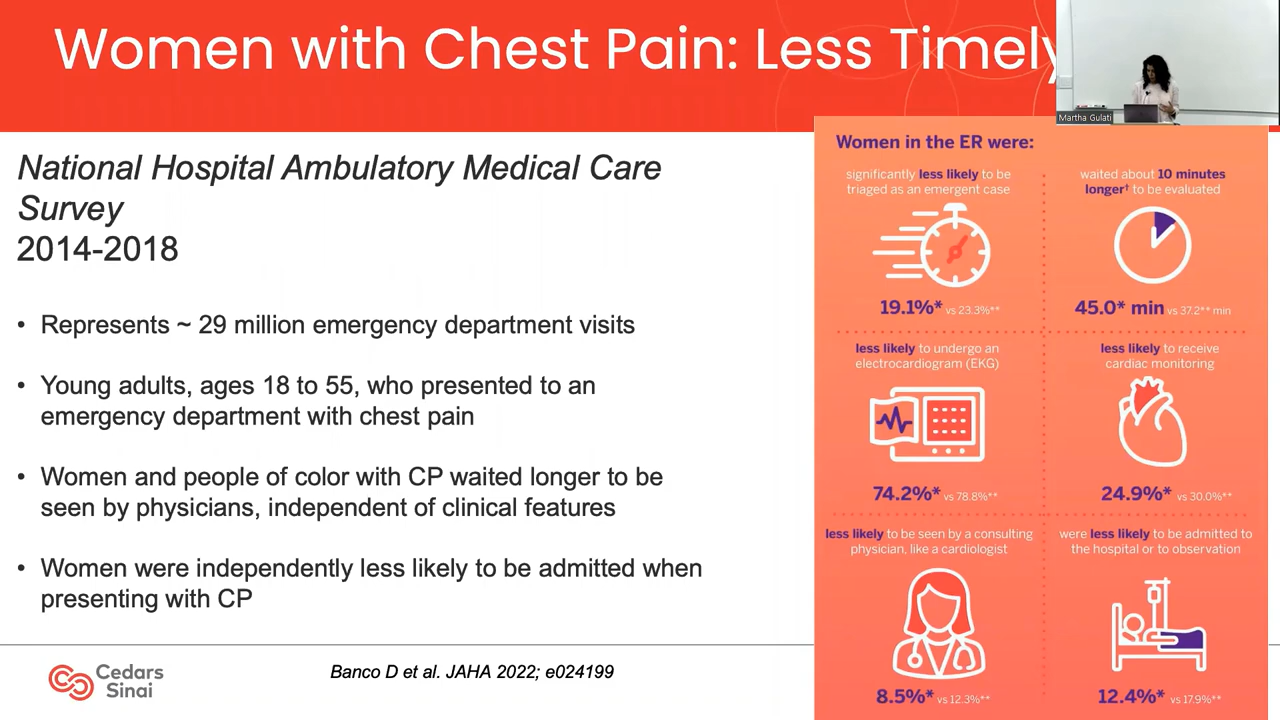 Women with Chest Pain: Less Timely
Martha Gulati
National Hospital Ambulatory Medical Care
Survey
2014-2018
• Represents ~ 29 million emergency department visits
• Young adults, ages 18 to 55, who presented to an
emergency department with chest pain
• Women and people of color with CP waited longer to be
seen by physicians, independent of clinical features
• Women were independently less likely to be admitted when
presenting with CP
Women in the ER were:
significantly less likely to be
triaged as an emergent case
19.1%* vs 23.3%**
waited about 10 minutes
longer† to be evaluated
45.0* min vs 37.2** min
less likely to undergo an
electrocardiogram (EKG)
74.2%* vs 78.8%**
less likely to receive
cardiac monitoring
24.9%* vs 30.0%**
less likely to be seen by a consulting
physician, like a cardiologist
8.5%* vs 12.3%**
were less likely to be admitted to
the hospital or to observation
12.4%* vs 17.9%**
Cedars
Sinai
Banco D et al. JAHA 2022; e024199